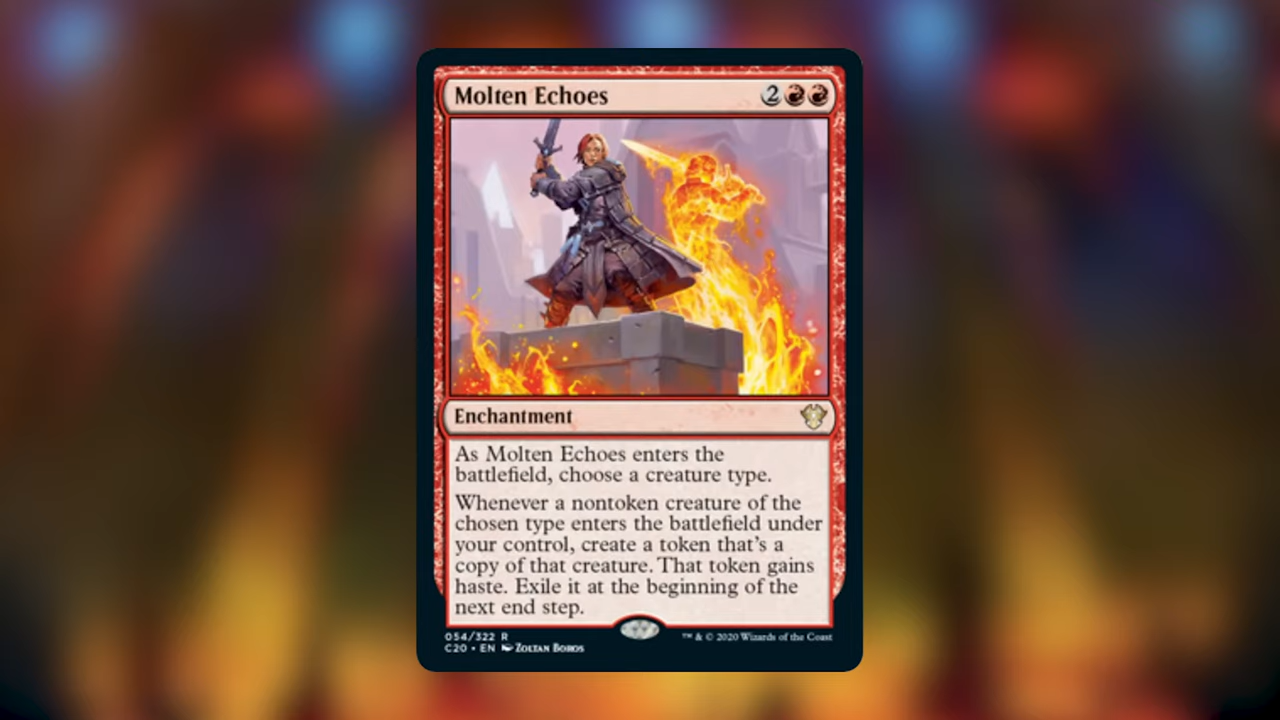 Molten Echoes 2
Enchantment
As Molten Echoes enters the
battlefield, choose a creature type.
Whenever a nontoken creature of the
chosen type enters the battlefield under
your control, create a token that's a
copy of that creature. That token gains
haste. Exile it at the beginning of the
next end step.
054/322 R ™ & © 2020 Wizards of the Coast
C20 • EN Zoltan Boros